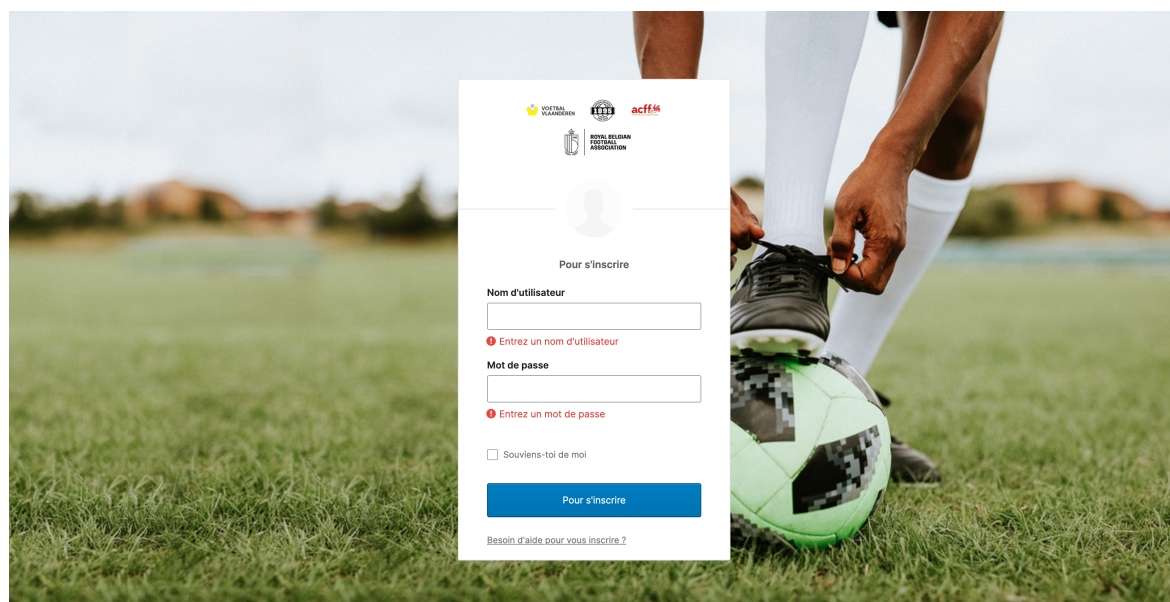 VOETBAL
VLAANDEREN
1895
acff
ROYAL BELGIAN
FOOTBALL
ASSOCIATION
Pour s'inscrire
Nom d'utilisateur
Entrez un nom d'utilisateur
Mot de passe
Entrez un mot de passe
Souviens-toi de moi
Pour s'inscrire
Besoin d'aide pour vous inscrire ?